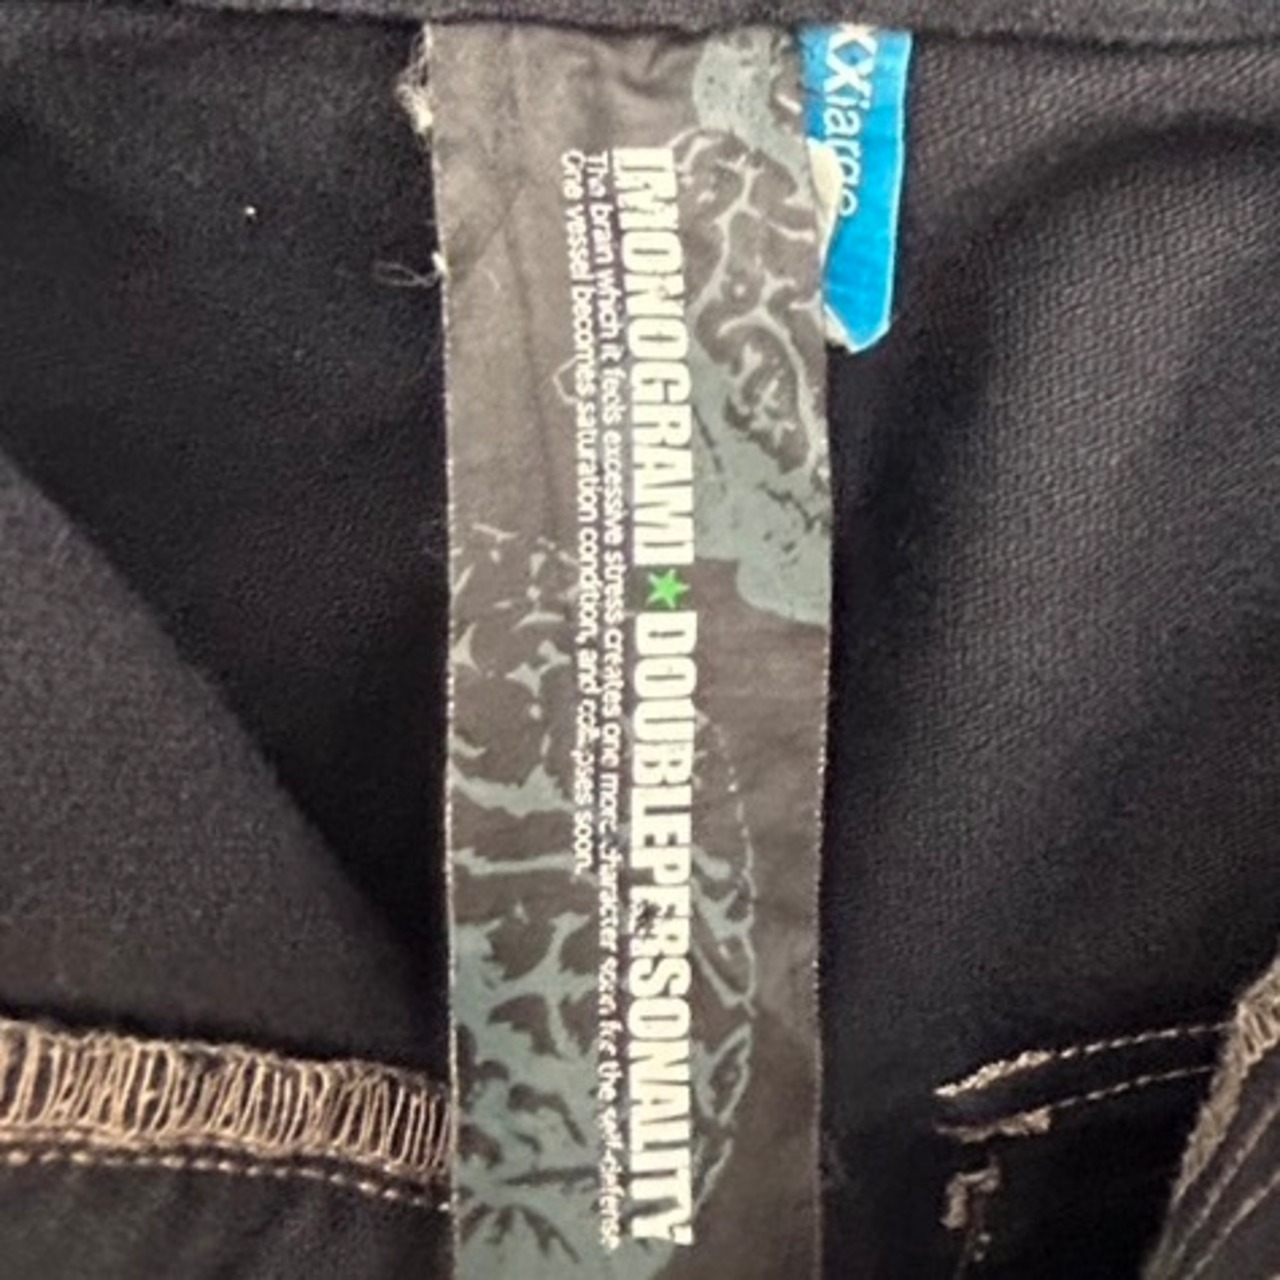 [MONOGRAM]★DOUBLEPERSONALITY
The brain which it feels excessive stress creates one more character soon for the self-defense.
One vessel becomes saturation condition, and collapses soon.
XXiarge